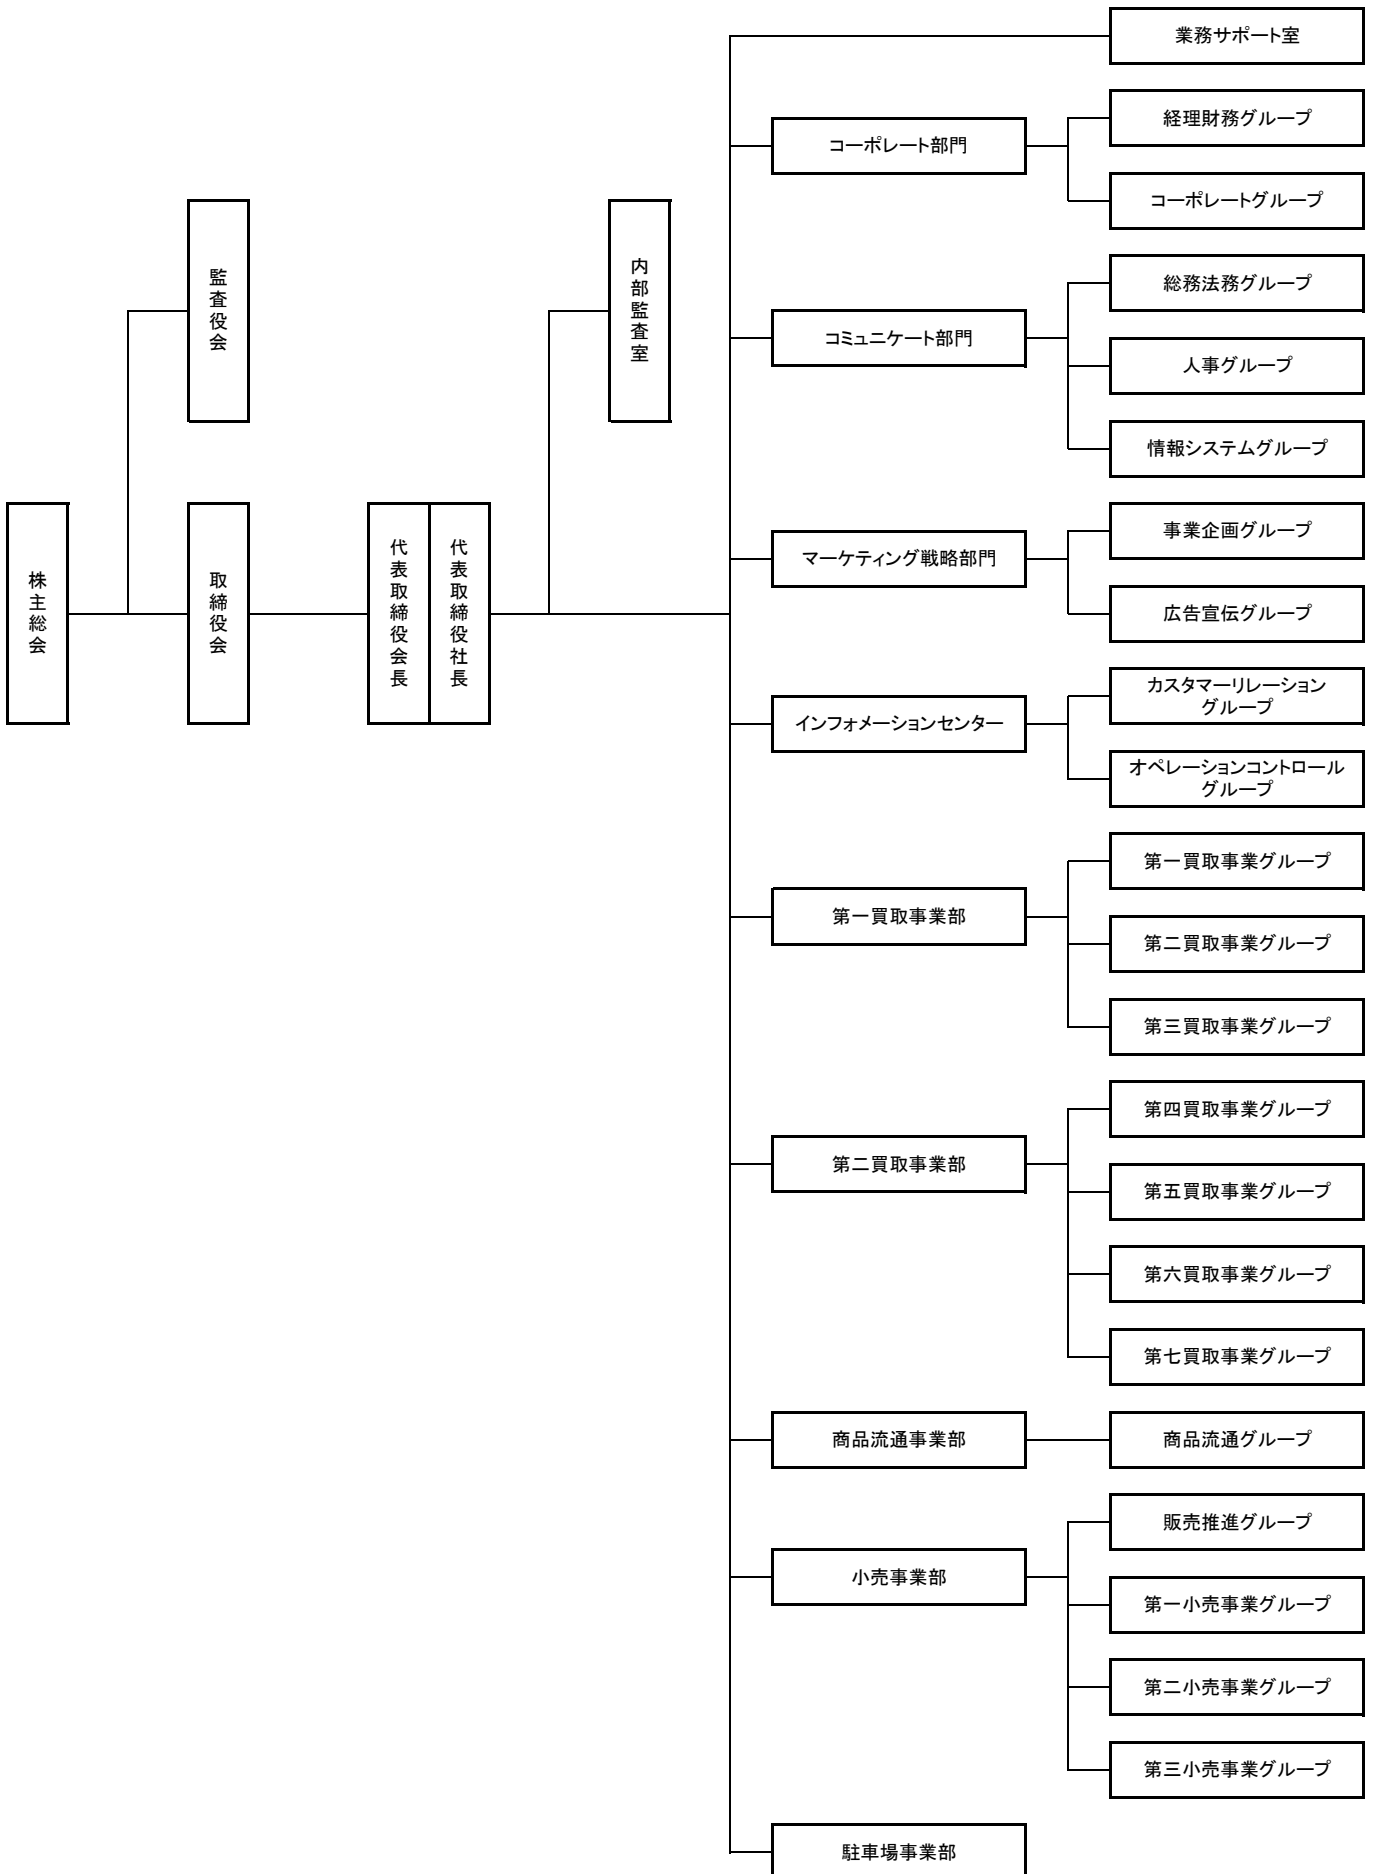 株主総会
監査役会
取締役会
代表取締役会長
代表取締役社長
内部監査室
業務サポート室
コーポレート部門
経理財務グループ
コーポレートグループ
コミュニケート部門
総務法務グループ
人事グループ
情報システムグループ
マーケティング戦略部門
事業企画グループ
広告宣伝グループ
インフォメーションセンター
カスタマーリレーション
グループ
オペレーションコントロール
グループ
第一買取事業部
第一買取事業グループ
第二買取事業グループ
第三買取事業グループ
第二買取事業部
第四買取事業グループ
第五買取事業グループ
第六買取事業グループ
第七買取事業グループ
商品流通事業部
商品流通グループ
小売事業部
販売推進グループ
第一小売事業グループ
第二小売事業グループ
第三小売事業グループ
駐車場事業部